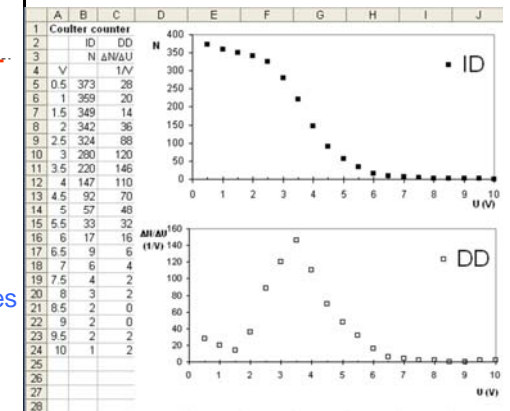 A B C D E F G H I J
1 Coulter counter
2 ID DD
3 N ΔN/ΔU
4 V 1/V
5 0.5 373 28
6 1 359 20
7 1.5 349 14
8 2 342 36
9 2.5 324 88
10 3 280 120
11 3.5 220 146
12 4 147 110
13 4.5 92 70
14 5 57 48
15 5.5 33 32
16 6 17 16
17 6.5 9 6
18 7 6 4
19 7.5 4 2
20 8 3 2
21 8.5 2 0
22 9 2 0
23 9.5 2 2
24 10 1 2
25
26
27
28
es
N
400
350
300
250
200
150
100
50
0
0 1 2 3 4 5 6 7 8 9 10
U (V)
ID
ΔN/ΔU
(1/V)
160
140
120
100
80
60
40
20
0
0 1 2 3 4 5 6 7 8 9 10
U (V)
DD